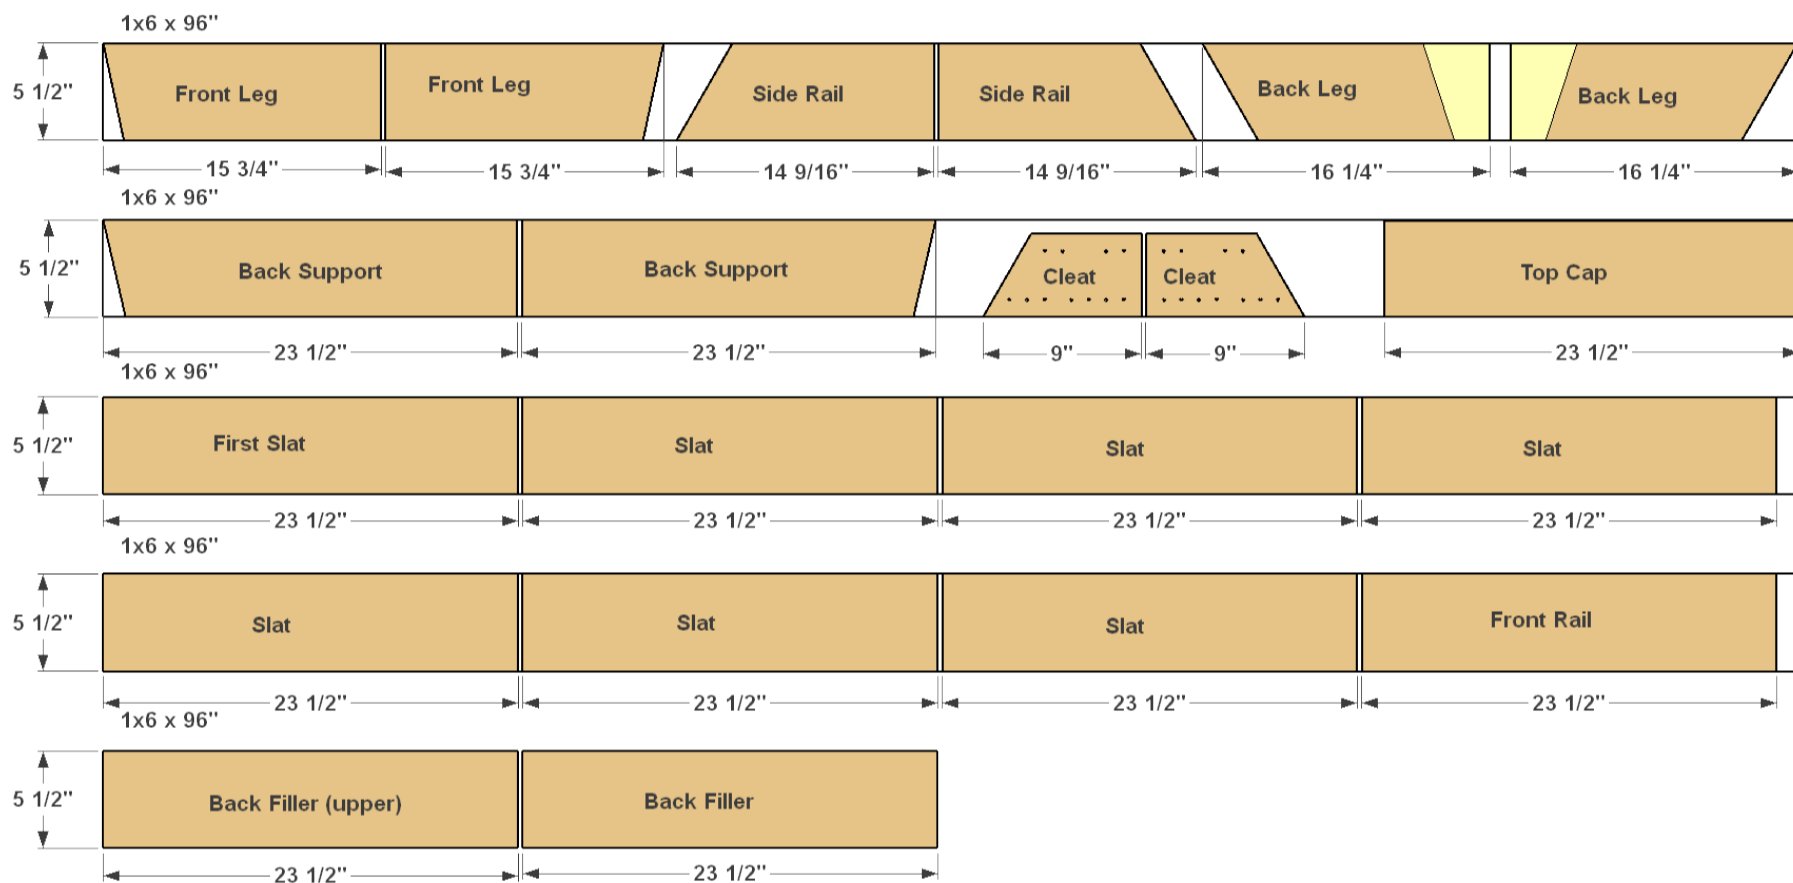 1x6 x 96"
5 1/2"
Front Leg
Front Leg
Side Rail
Side Rail
Back Leg
Back Leg
15 3/4"
15 3/4"
14 9/16"
14 9/16"
16 1/4"
16 1/4"
1x6 x 96"
5 1/2"
Back Support
Back Support
Cleat
Cleat
Top Cap
23 1/2"
23 1/2"
9"
9"
23 1/2"
1x6 x 96"
5 1/2"
First Slat
Slat
Slat
Slat
23 1/2"
23 1/2"
23 1/2"
23 1/2"
1x6 x 96"
5 1/2"
Slat
Slat
Slat
Front Rail
23 1/2"
23 1/2"
23 1/2"
23 1/2"
1x6 x 96"
5 1/2"
Back Filler (upper)
Back Filler
23 1/2"
23 1/2"